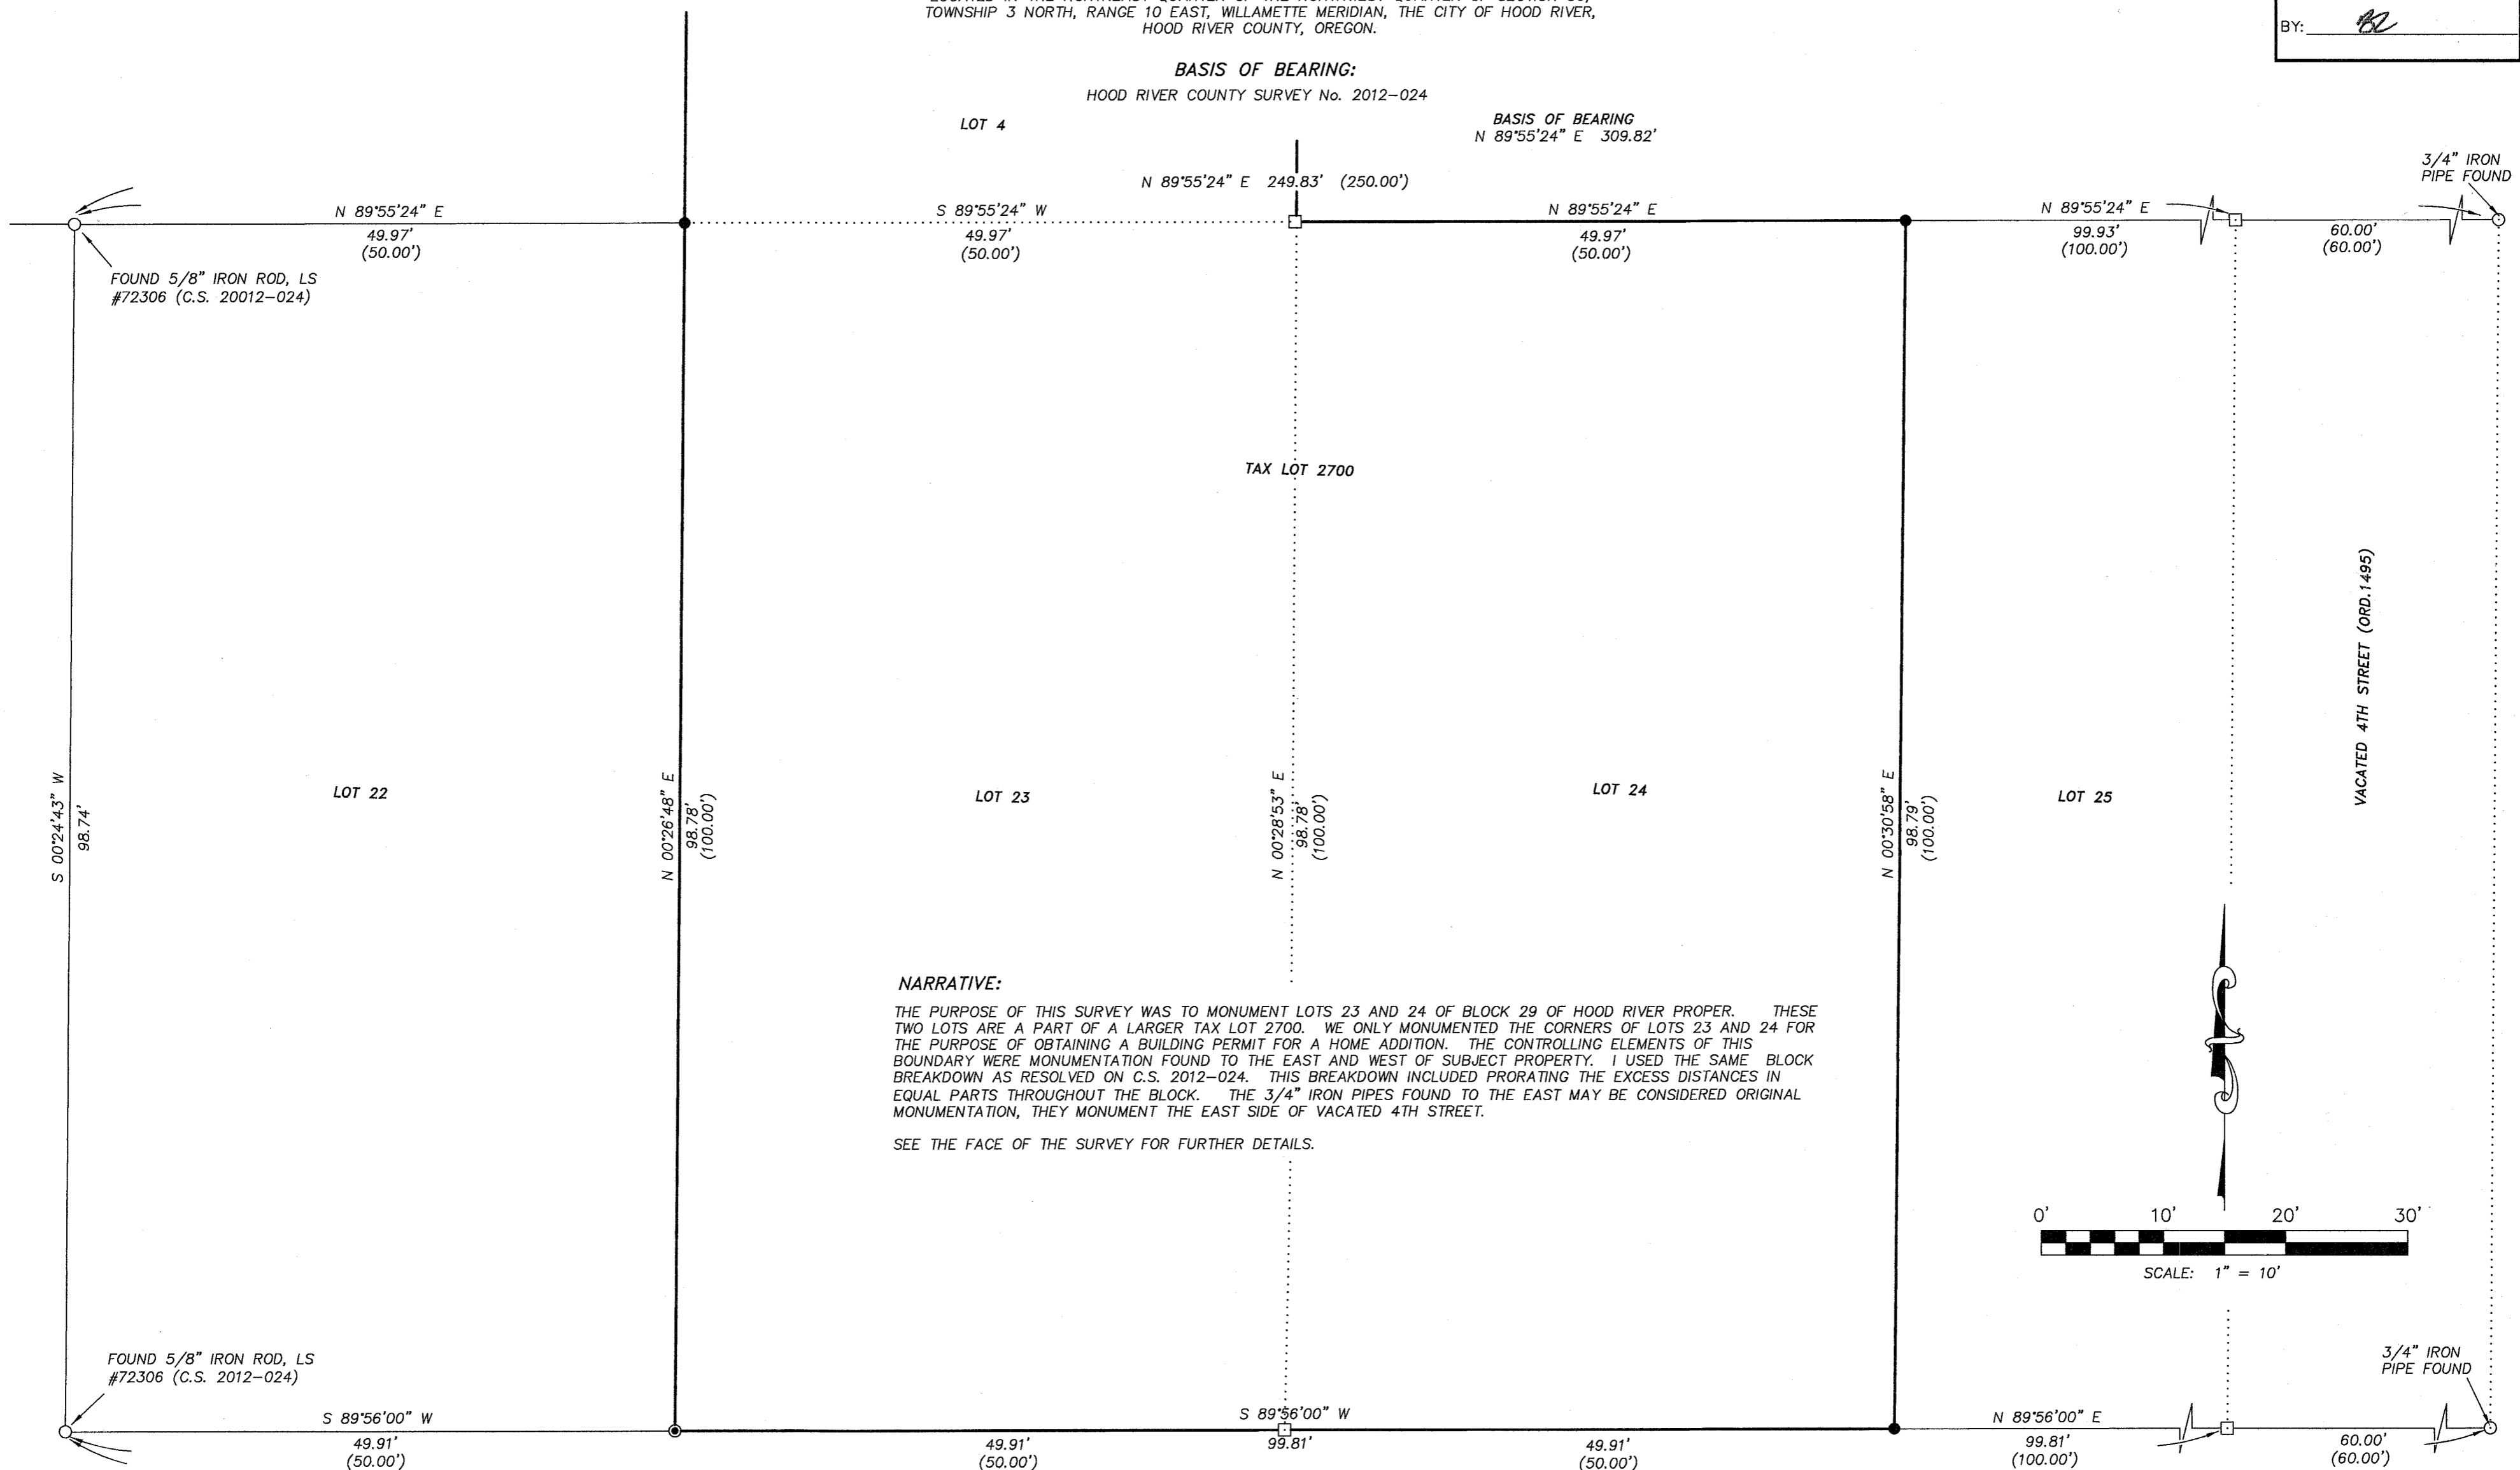 TOWNSHIP 3 NORTH, RANGE 10 EAST, WILLAMETTE MERIDIAN, THE CITY OF HOOD RIVER,
HOOD RIVER COUNTY, OREGON.
BY:
BASIS OF BEARING:
HOOD RIVER COUNTY SURVEY No. 2012-024
LOT 4
BASIS OF BEARING
N 89°55'24" E 309.82'
N 89°55'24" E 249.83' (250.00')
3/4" IRON
PIPE FOUND
N 89°55'24" E
49.97'
(50.00')
S 89°55'24" W
49.97'
(50.00')
N 89°55'24" E
49.97'
(50.00')
N 89°55'24" E
99.93'
(100.00')
60.00'
(60.00')
FOUND 5/8" IRON ROD, LS
#72306 (C.S. 20012-024)
TAX LOT 2700
VACATED 4TH STREET (ORD.1495)
S 00°24'43" W
98.74'
LOT 22
N 00°26'48" E
98.78'
(100.00')
LOT 23
N 00°28'53" E
98.78'
(100.00')
LOT 24
N 00°30'58" E
98.79'
(100.00')
LOT 25
NARRATIVE:
THE PURPOSE OF THIS SURVEY WAS TO MONUMENT LOTS 23 AND 24 OF BLOCK 29 OF HOOD RIVER PROPER. THESE
TWO LOTS ARE A PART OF A LARGER TAX LOT 2700. WE ONLY MONUMENTED THE CORNERS OF LOTS 23 AND 24 FOR
THE PURPOSE OF OBTAINING A BUILDING PERMIT FOR A HOME ADDITION. THE CONTROLLING ELEMENTS OF THIS
BOUNDARY WERE MONUMENTATION FOUND TO THE EAST AND WEST OF SUBJECT PROPERTY. I USED THE SAME BLOCK
BREAKDOWN AS RESOLVED ON C.S. 2012-024. THIS BREAKDOWN INCLUDED PRORATING THE EXCESS DISTANCES IN
EQUAL PARTS THROUGHOUT THE BLOCK. THE 3/4" IRON PIPES FOUND TO THE EAST MAY BE CONSIDERED ORIGINAL
MONUMENTATION, THEY MONUMENT THE EAST SIDE OF VACATED 4TH STREET.
SEE THE FACE OF THE SURVEY FOR FURTHER DETAILS.
0' 10' 20' 30'
SCALE: 1" = 10'
FOUND 5/8" IRON ROD, LS
#72306 (C.S. 2012-024)
3/4" IRON
PIPE FOUND
S 89°56'00" W
49.91'
(50.00')
S 89°56'00" W
49.91'
(50.00')
99.81'
49.91'
(50.00')
N 89°56'00" E
99.81'
(100.00')
60.00'
(60.00')